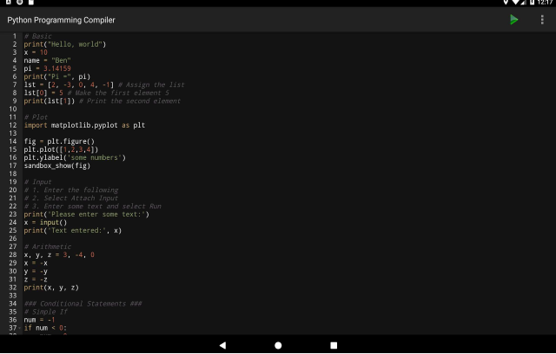 12:17
Python Programming Compiler
1 # Basic
2 print("Hello, world")
3 x = 10
4 name = "Ben"
5 pi = 3.14159
6 print("Pi =", pi)
7 lst = [2, -3, 0, 4, -1] # Assign the list
8 lst[0] = 5 # Make the first element 5
9 print(lst[1]) # Print the second element
10
11 # Plot
12 import matplotlib.pyplot as plt
13
14 fig = plt.figure()
15 plt.plot([1,2,3,4])
16 plt.ylabel('some numbers')
17 sandbox_show(fig)
18
19 # Input
20 # 1. Enter the following
21 # 2. Select Attach Input
22 # 3. Enter some text and select Run
23 print('Please enter some text:')
24 x = input()
25 print('Text entered:', x)
26
27 # Arithmetic
28 x, y, z = 3, -4, 0
29 x = -x
30 y = -y
31 z = -z
32 print(x, y, z)
33
34 ### Conditional Statements ###
35 # Simple If
36 num = -1
37 if num < 0: